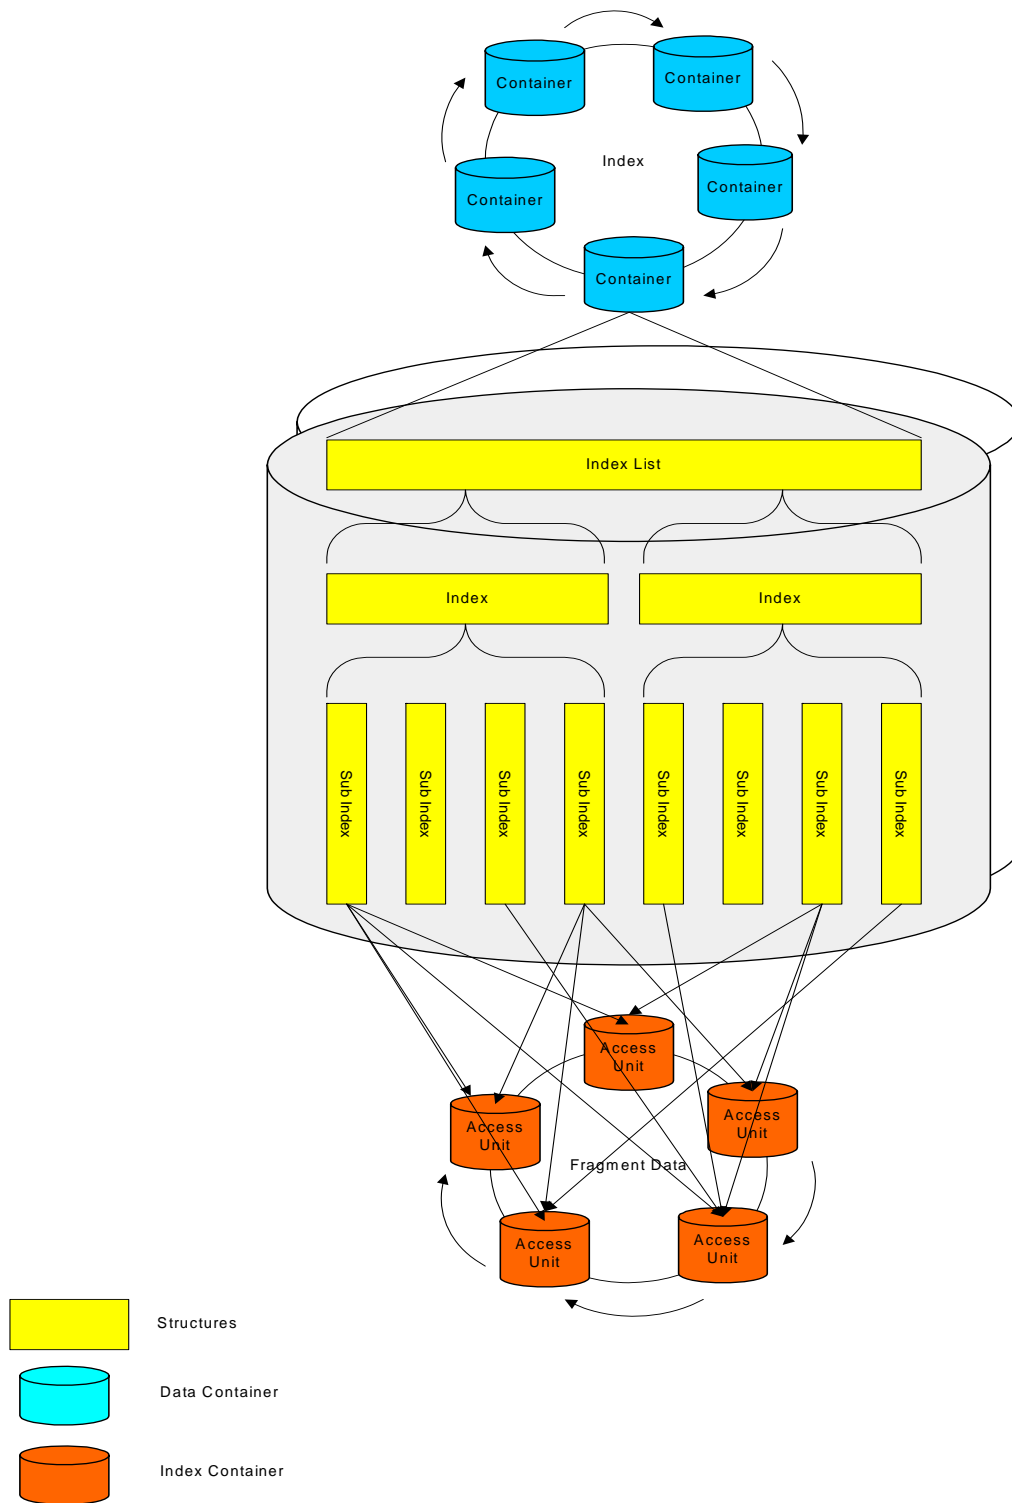 Container
Container
Index
Container
Container
Container
Index List
Index
Index
Sub Index
Sub Index
Sub Index
Sub Index
Sub Index
Sub Index
Sub Index
Sub Index
Access
Unit
Access
Unit
Access
Unit
Fragment Data
Access
Unit
Access
Unit
Structures
Data Container
Index Container